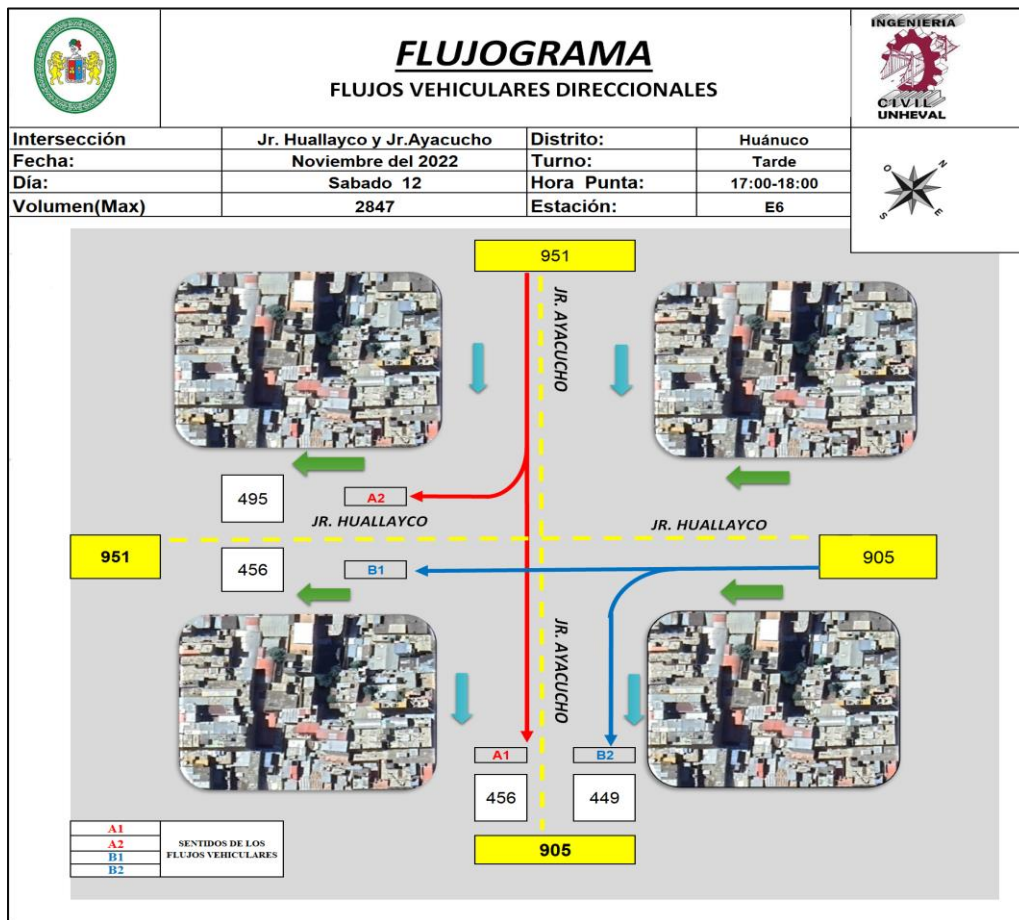 FLUJOGRAMA
FLUJOS VEHICULARES DIRECCIONALES
INGENIERIA
CIVIL
UNHEVAL
Intersección Jr. Huallayco y Jr.Ayacucho Distrito: Huánuco
Fecha: Noviembre del 2022 Turno: Tarde
Día: Sabado 12 Hora Punta: 17:00-18:00
Volumen(Max) 2847 Estación: E6
O N
S E
951
JR. AYACUCHO
495 A2
JR. HUALLAYCO JR. HUALLAYCO
951 456 B1 905
JR. AYACUCHO
A1 B2
456 449
905
A1
A2
B1
B2
SENTIDOS DE LOS
FLUJOS VEHICULARES